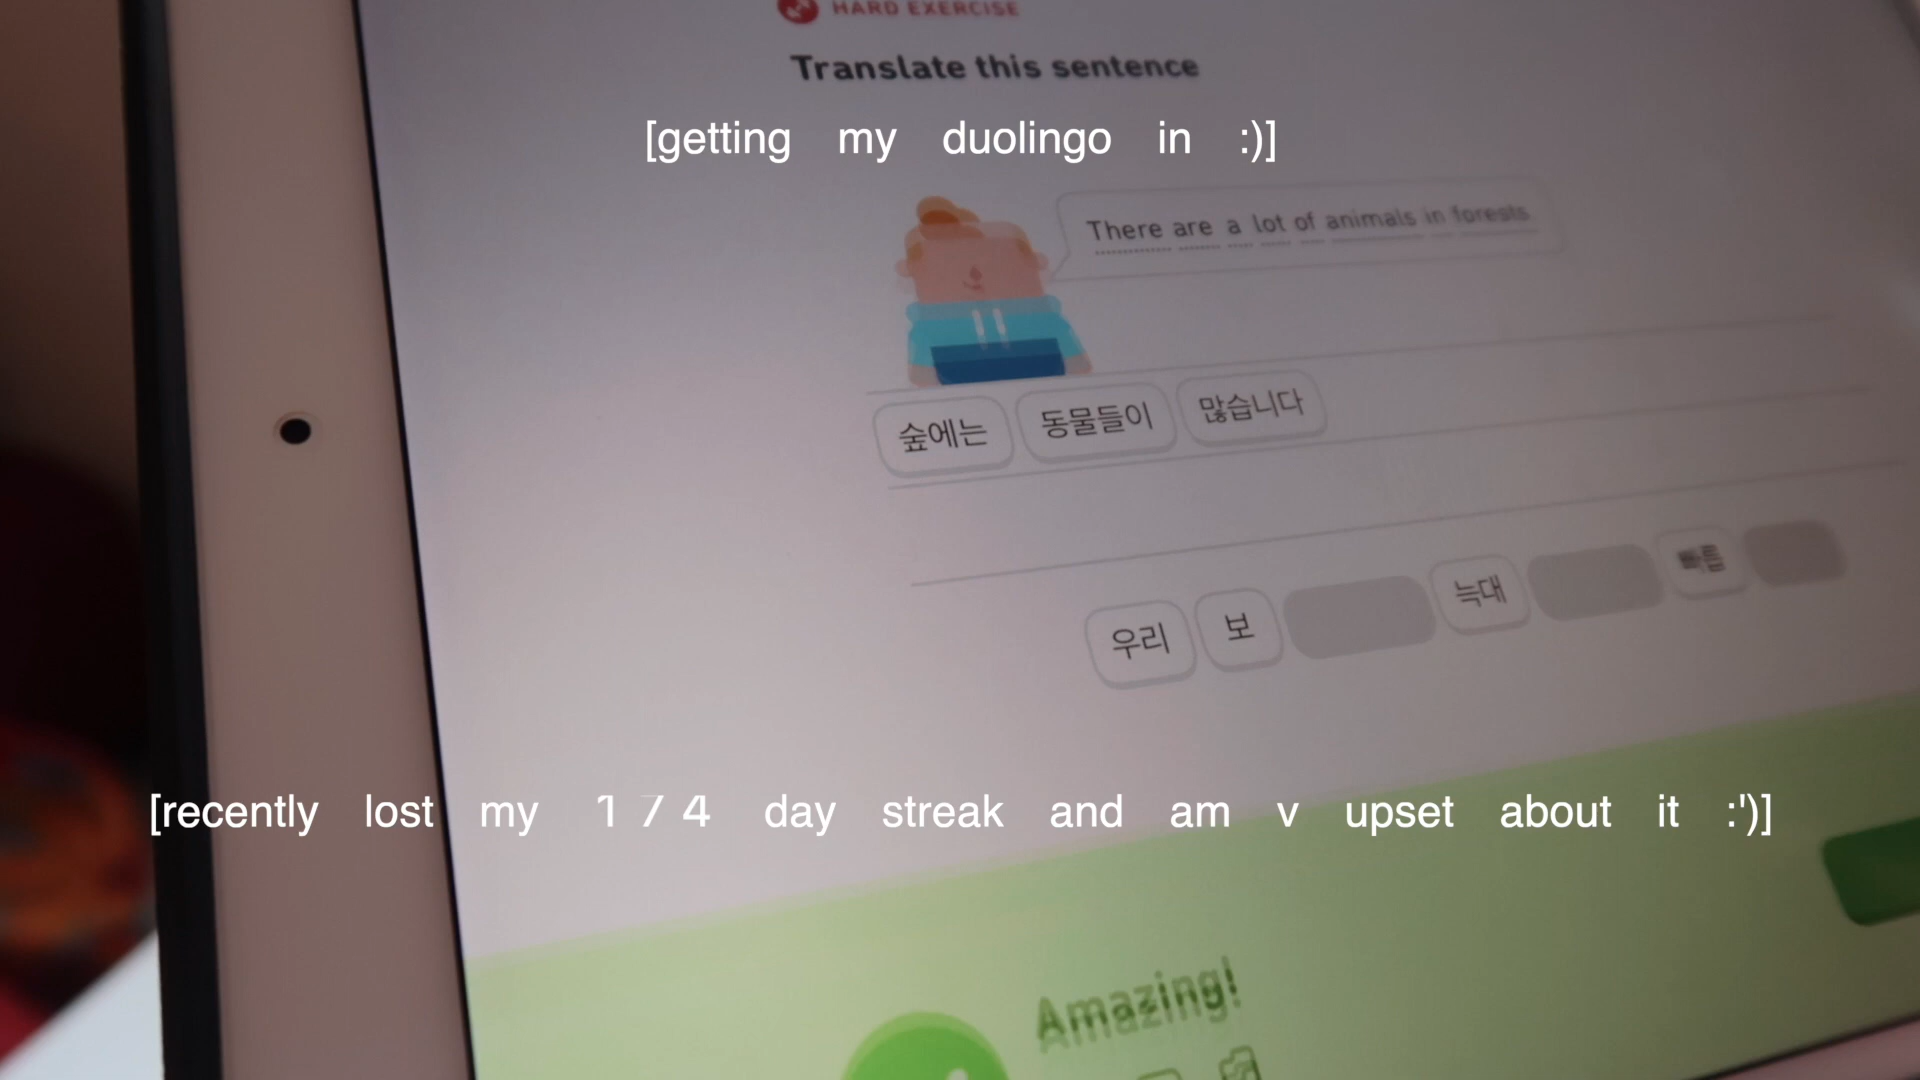 HARD EXERCISE
Translate this sentence
[getting my duolingo in :)]
There are a lot of animals in forests
숲에는 동물들이 많습니다
우리 보 늑대
[recently lost my 174 day streak and am v upset about it :')]
Amazing!